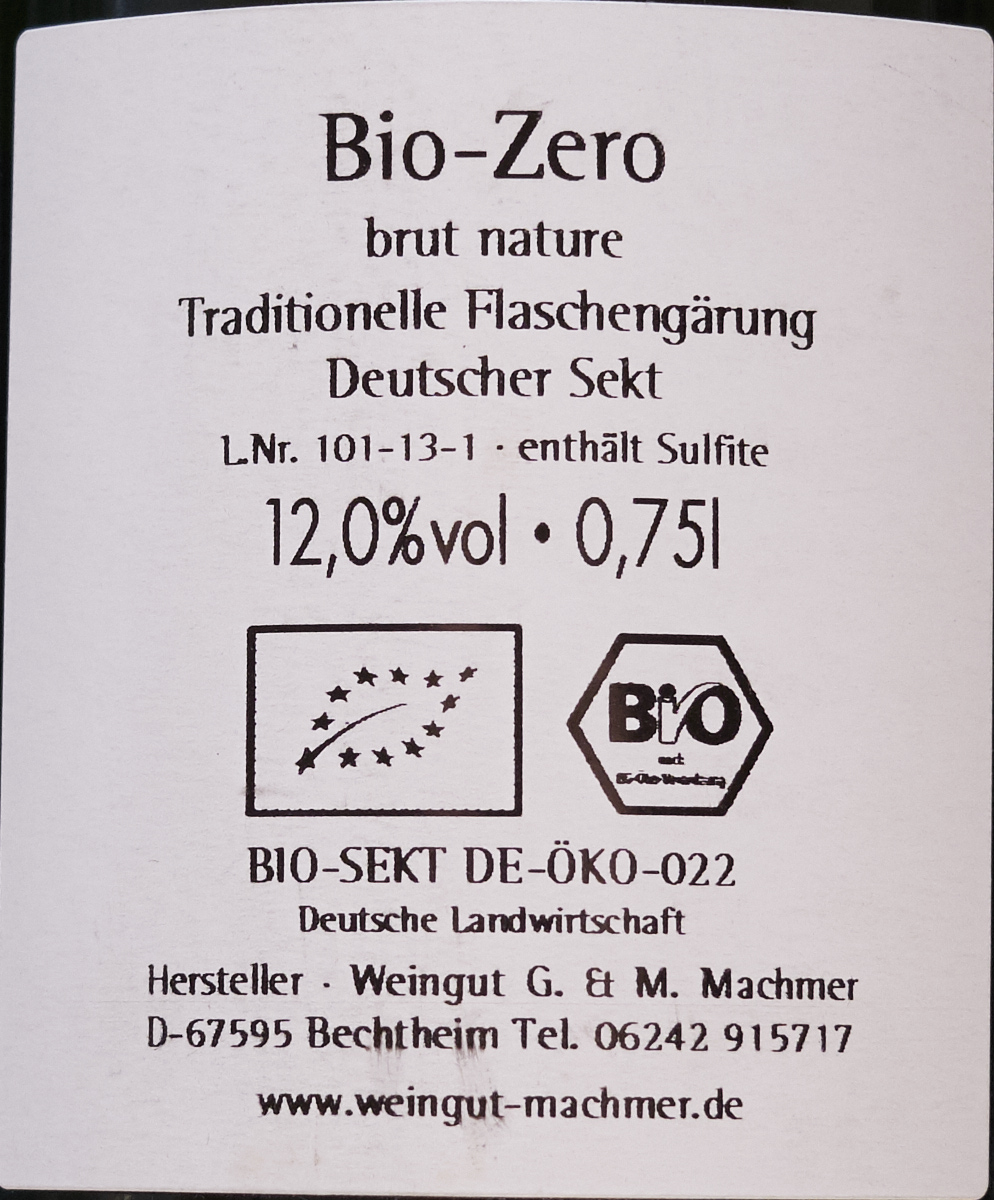 Bio-Zero
brut nature
Traditionelle Flaschengärung
Deutscher Sekt
L.Nr. 101-13-1 · enthält Sulfite
12,0%vol • 0,75l
BiO
nach
BIO-SEKT DE-ÖKO-022
Deutsche Landwirtschaft
Hersteller · Weingut G. & M. Machmer
D-67595 Bechtheim Tel. 06242 915717
www.weingut-machmer.de